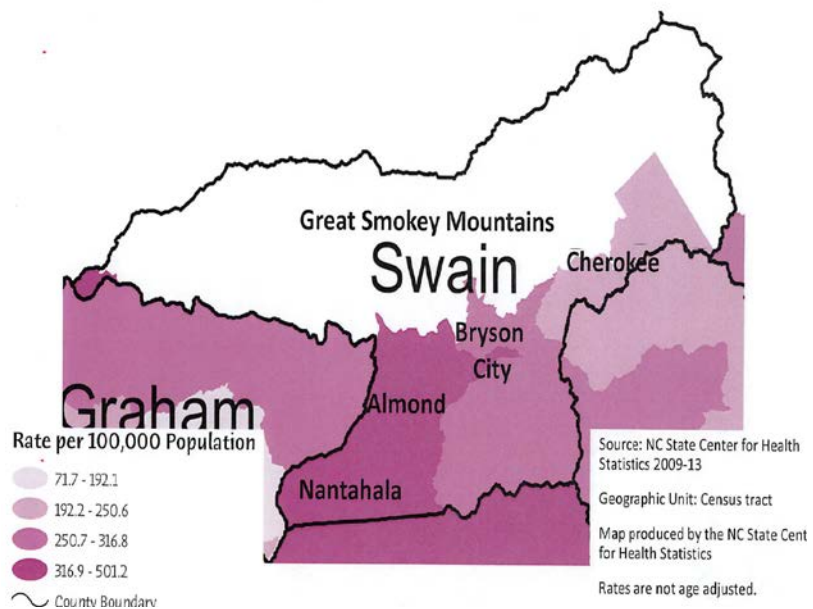 Great Smokey Mountains
Swain
Cherokee
Bryson
City
Almond
Graham
Nantahala
Rate per 100,000 Population
71.7 - 192.1
192.2 - 250.6
250.7 - 316.8
316.9 - 501.2
County Boundary
Source: NC State Center for Health
Statistics 2009-13
Geographic Unit: Census tract
Map produced by the NC State Cent
for Health Statistics
Rates are not age adjusted.